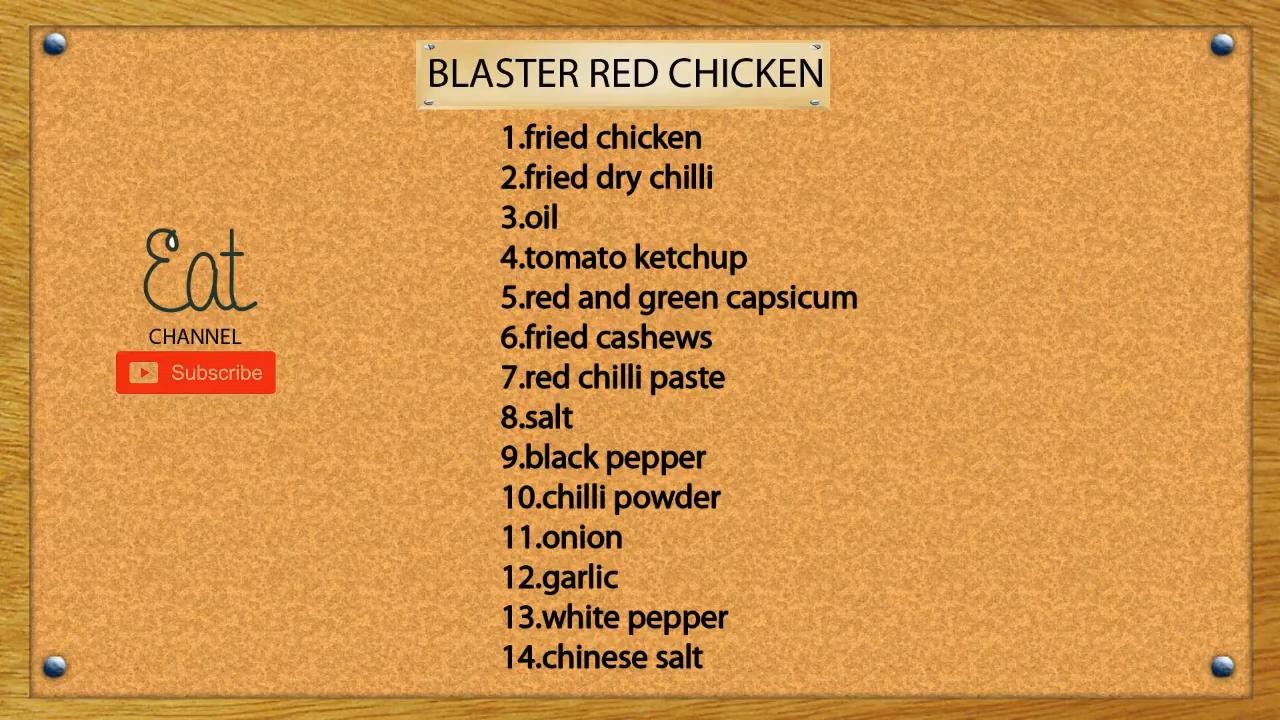 BLASTER RED CHICKEN
1.fried chicken
2.fried dry chilli
3.oil
4.tomato ketchup
5.red and green capsicum
6.fried cashews
7.red chilli paste
8.salt
9.black pepper
10.chilli powder
11.onion
12.garlic
13.white pepper
14.chinese salt
Eat
CHANNEL
Subscribe